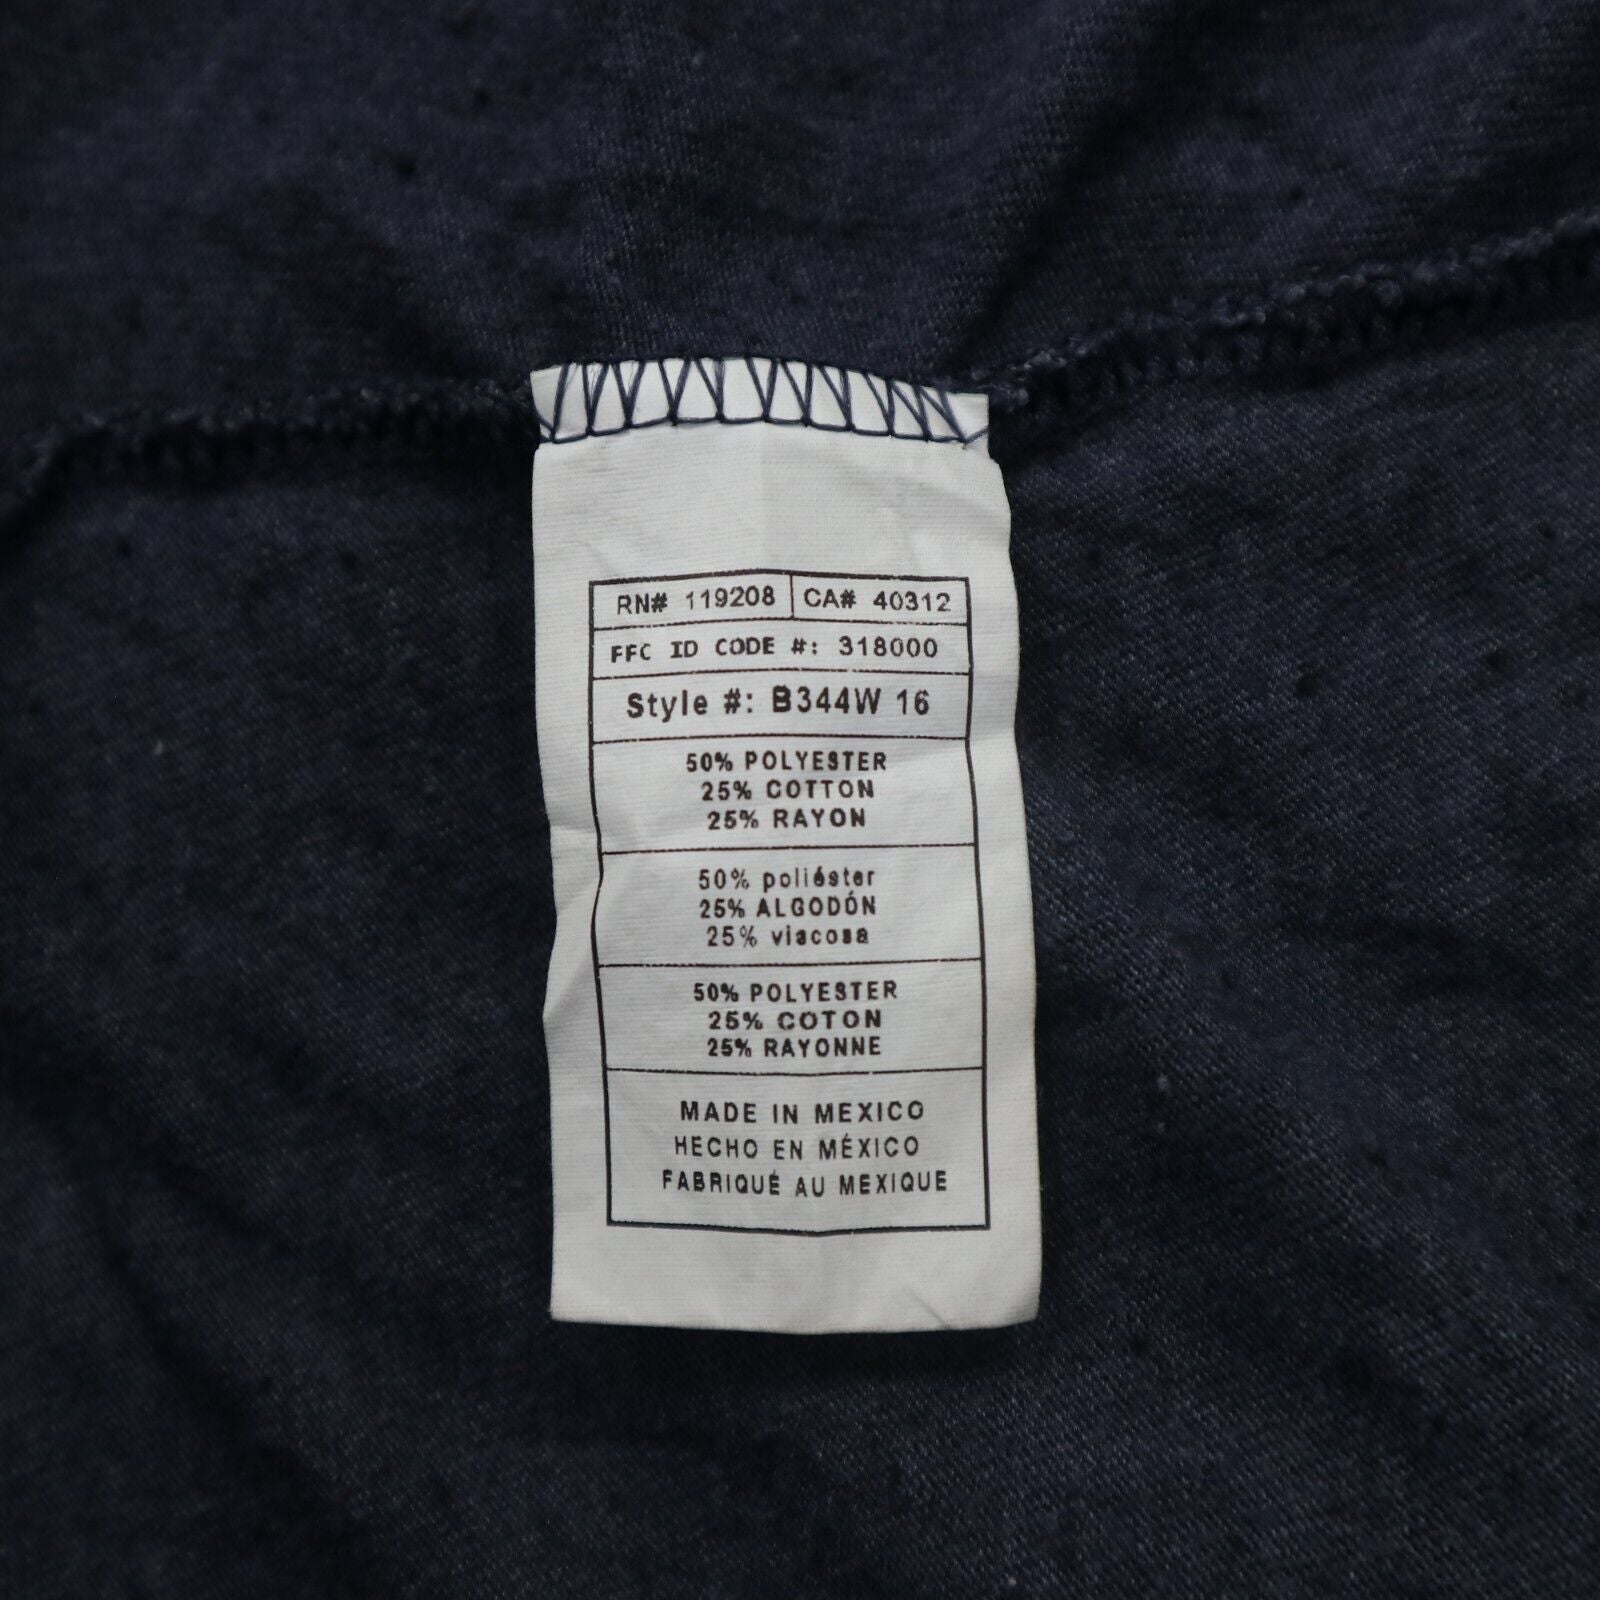 RN# 119208 CA# 40312
FFC ID CODE #: 318000
Style #: B344W 16
50% POLYESTER
25% COTTON
25% RAYON
50% poliéster
25% ALGODÓN
25% viscosa
50% POLYESTER
25% COTON
25% RAYONNE
MADE IN MEXICO
HECHO EN MÉXICO
FABRIQUÉ AU MEXIQUE